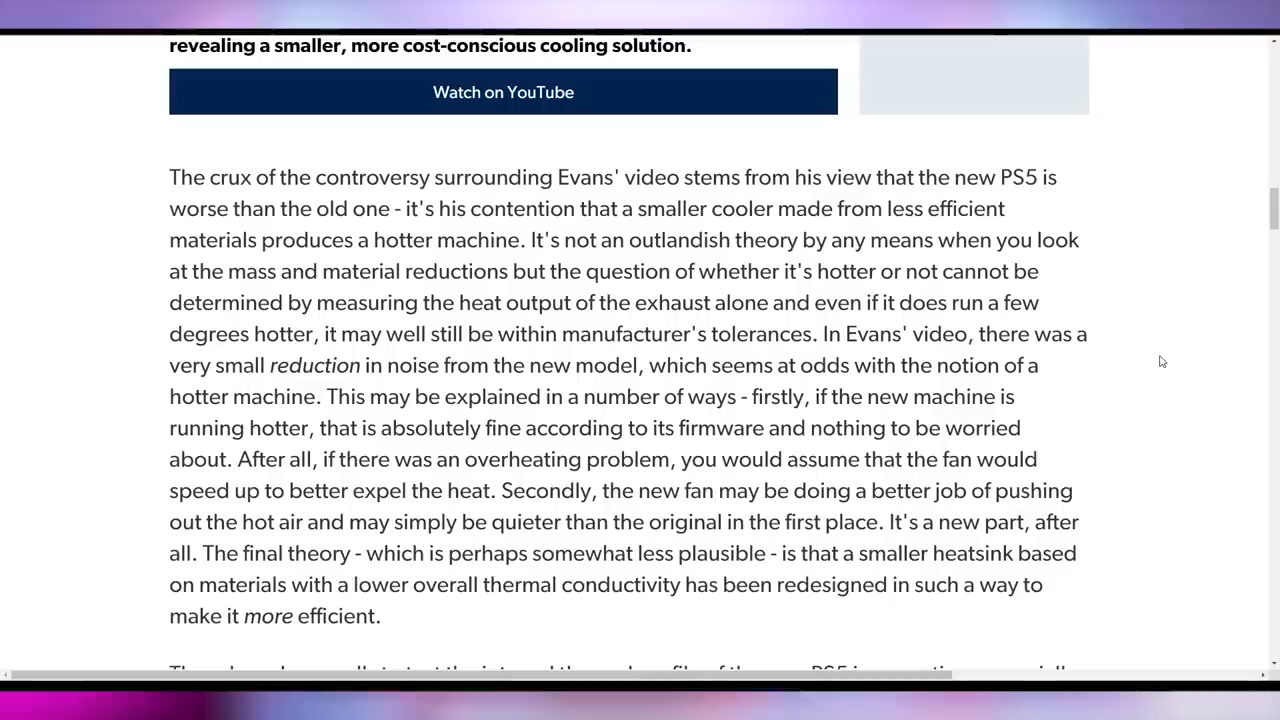 revealing a smaller, more cost-conscious cooling solution.
Watch on YouTube
The crux of the controversy surrounding Evans' video stems from his view that the new PS5 is
worse than the old one - it's his contention that a smaller cooler made from less efficient
materials produces a hotter machine. It's not an outlandish theory by any means when you look
at the mass and material reductions but the question of whether it's hotter or not cannot be
determined by measuring the heat output of the exhaust alone and even if it does run a few
degrees hotter, it may well still be within manufacturer's tolerances. In Evans' video, there was a
very small reduction in noise from the new model, which seems at odds with the notion of a
hotter machine. This may be explained in a number of ways - firstly, if the new machine is
running hotter, that is absolutely fine according to its firmware and nothing to be worried
about. After all, if there was an overheating problem, you would assume that the fan would
speed up to better expel the heat. Secondly, the new fan may be doing a better job of pushing
out the hot air and may simply be quieter than the original in the first place. It's a new part, after
all. The final theory - which is perhaps somewhat less plausible - is that a smaller heatsink based
on materials with a lower overall thermal conductivity has been redesigned in such a way to
make it more efficient.